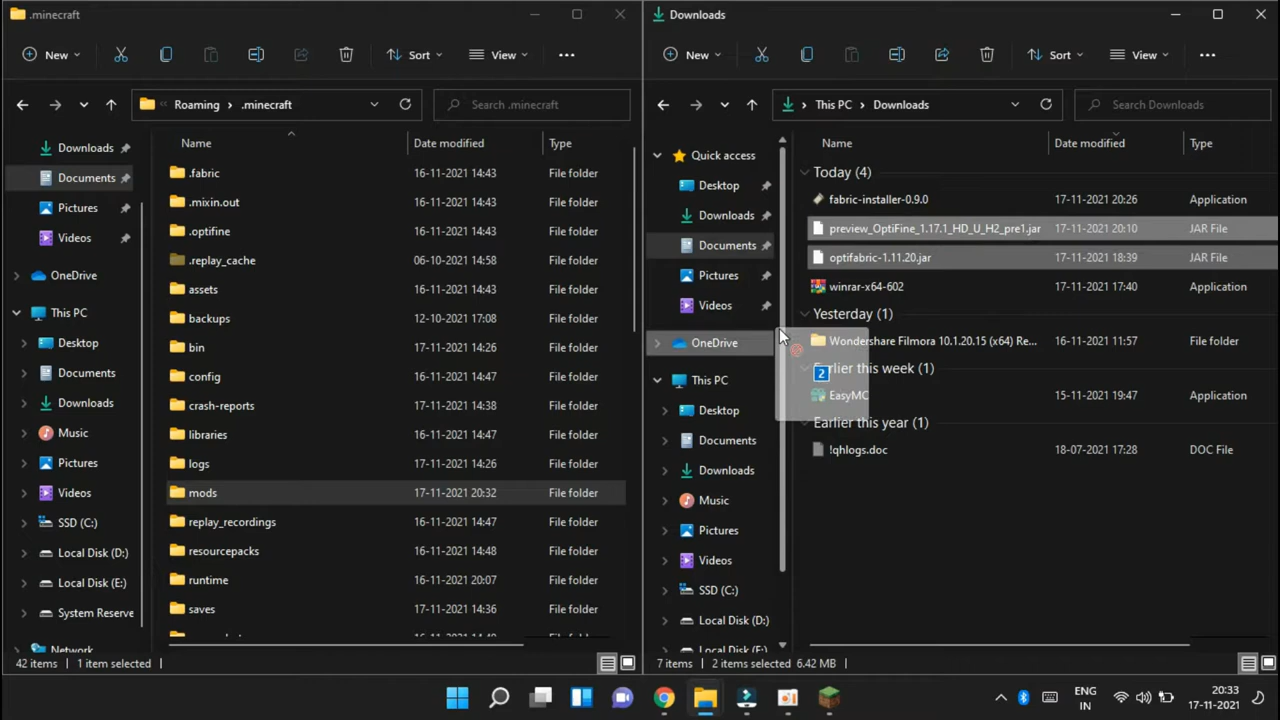 .minecraft
New
Sort
View
Roaming
.minecraft
Search .minecraft
Downloads
Documents
Pictures
Videos
OneDrive
This PC
Desktop
Documents
Downloads
Music
Pictures
Videos
SSD (C:)
Local Disk (D:)
Local Disk (E:)
System Reserve
Network
Name Date modified Type
.fabric 16-11-2021 14:43 File folder
.mixin.out 16-11-2021 14:43 File folder
.optifine 16-11-2021 14:43 File folder
.replay_cache 06-10-2021 14:58 File folder
assets 16-11-2021 14:43 File folder
backups 12-10-2021 17:08 File folder
bin 16-11-2021 14:43 File folder
config 16-11-2021 14:47 File folder
crash-reports 17-11-2021 14:38 File folder
libraries 16-11-2021 14:47 File folder
logs 17-11-2021 14:26 File folder
mods 17-11-2021 20:32 File folder
replay_recordings 16-11-2021 14:47 File folder
resourcepacks 16-11-2021 14:48 File folder
runtime 16-11-2021 20:07 File folder
saves 17-11-2021 14:36 File folder
42 items 1 item selected
Downloads
New
Sort
View
This PC
Downloads
Search Downloads
Quick access
Desktop
Downloads
Documents
Pictures
Videos
OneDrive
This PC
Desktop
Documents
Downloads
Music
Pictures
Videos
SSD (C:)
Local Disk (D:)
Name Date modified Type
Today (4)
fabric-installer-0.9.0 17-11-2021 20:26 Application
preview_OptiFine_1.17.1_HD_U_H2_pre1.jar 17-11-2021 20:10 JAR File
optifabric-1.11.20.jar 17-11-2021 18:39 JAR File
winrar-x64-602 17-11-2021 17:40 Application
Yesterday (1)
Wondershare Filmora 10.1.20.15 (x64) Re... 16-11-2021 11:57 File folder
Earlier this week (1)
2
EasyMC 15-11-2021 19:47 Application
Earlier this year (1)
!qhlogs.doc 18-07-2021 17:28 DOC File
7 items 2 items selected 6.42 MB
ENG
IN
20:33
17-11-2021